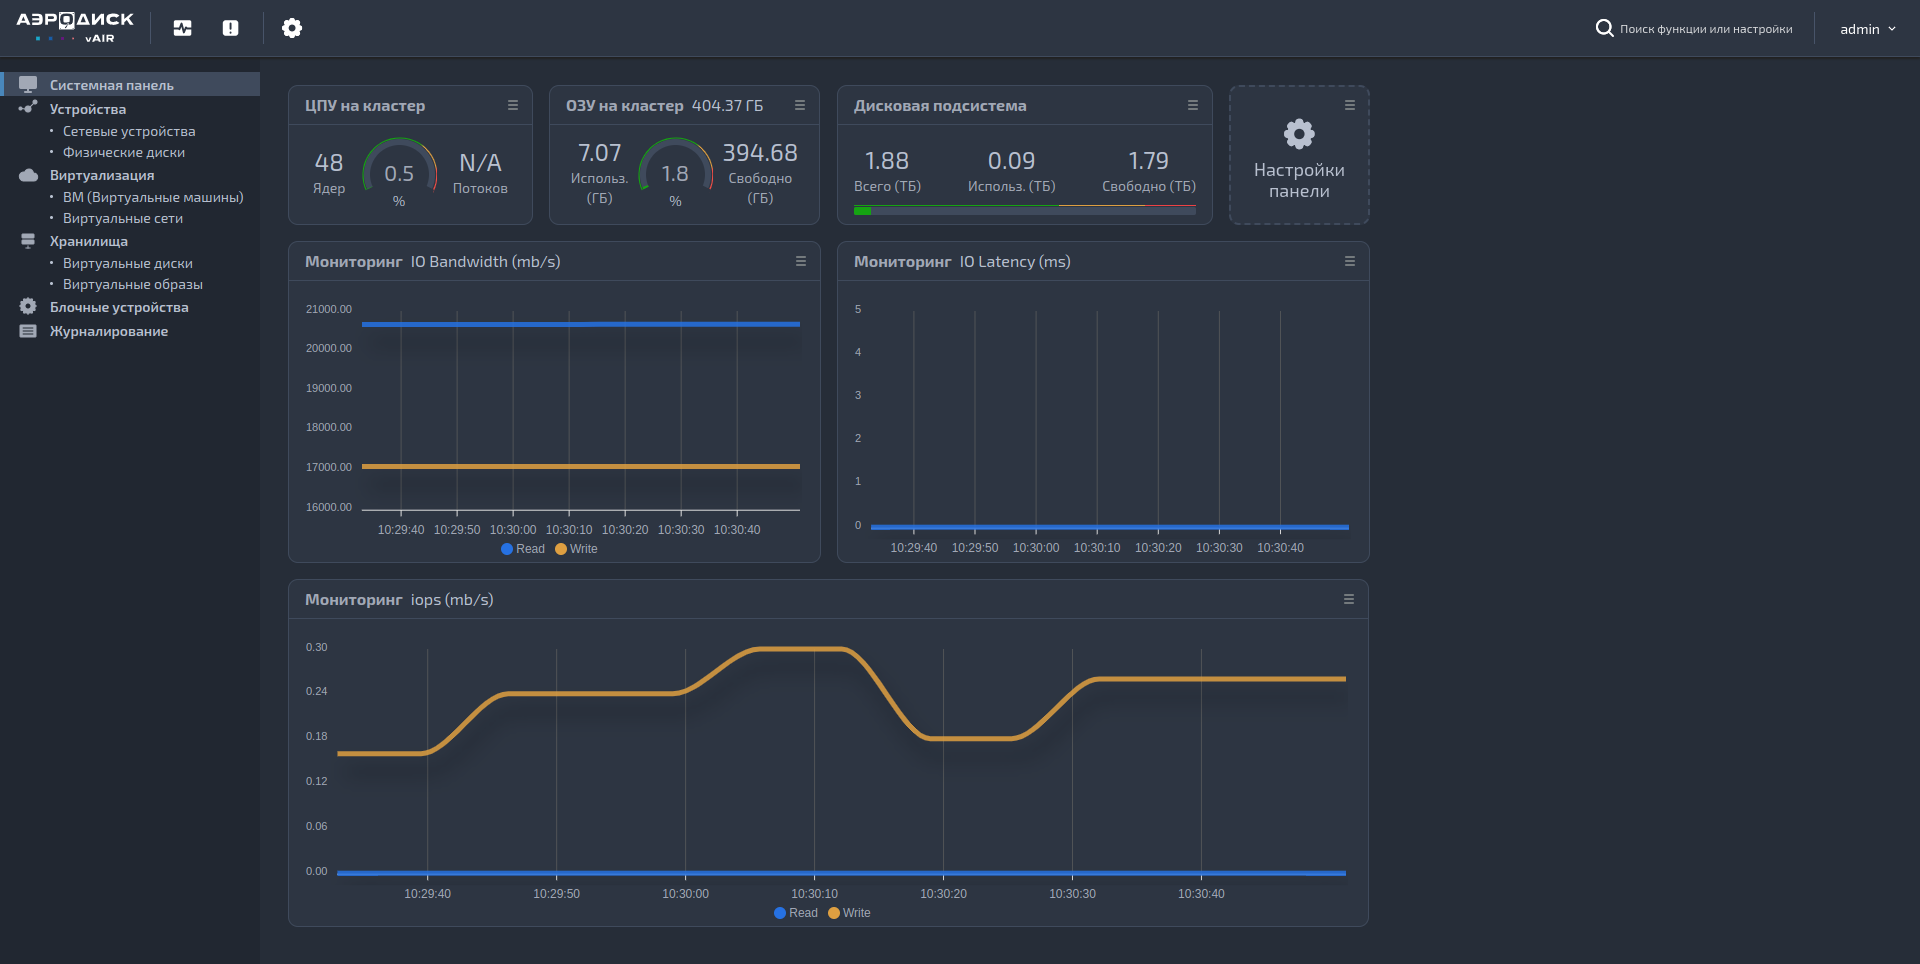 АЭРОДИСК
vAIR
Поиск функции или настройки
admin
Системная панель
Устройства
Сетевые устройства
Физические диски
Виртуализация
ВМ (Виртуальные машины)
Виртуальные сети
Хранилища
Виртуальные диски
Виртуальные образы
Блочные устройства
Журналирование
ЦПУ на кластер
48
Ядер
0.5
%
N/A
Потоков
ОЗУ на кластер 404.37 ГБ
7.07
Использ.
(ГБ)
1.8
%
394.68
Свободно
(ГБ)
Дисковая подсистема
1.88
Всего (ТБ)
0.09
Использ. (ТБ)
1.79
Свободно (ТБ)
Настройки
панели
Мониторинг IO Bandwidth (mb/s)
21000.00
20000.00
19000.00
18000.00
17000.00
16000.00
10:29:40 10:29:50 10:30:00 10:30:10 10:30:20 10:30:30 10:30:40
Read Write
Мониторинг IO Latency (ms)
5
4
3
2
1
0
10:29:40 10:29:50 10:30:00 10:30:10 10:30:20 10:30:30 10:30:40
Мониторинг iops (mb/s)
0.30
0.24
0.18
0.12
0.06
0.00
10:29:40 10:29:50 10:30:00 10:30:10 10:30:20 10:30:30 10:30:40
Read Write